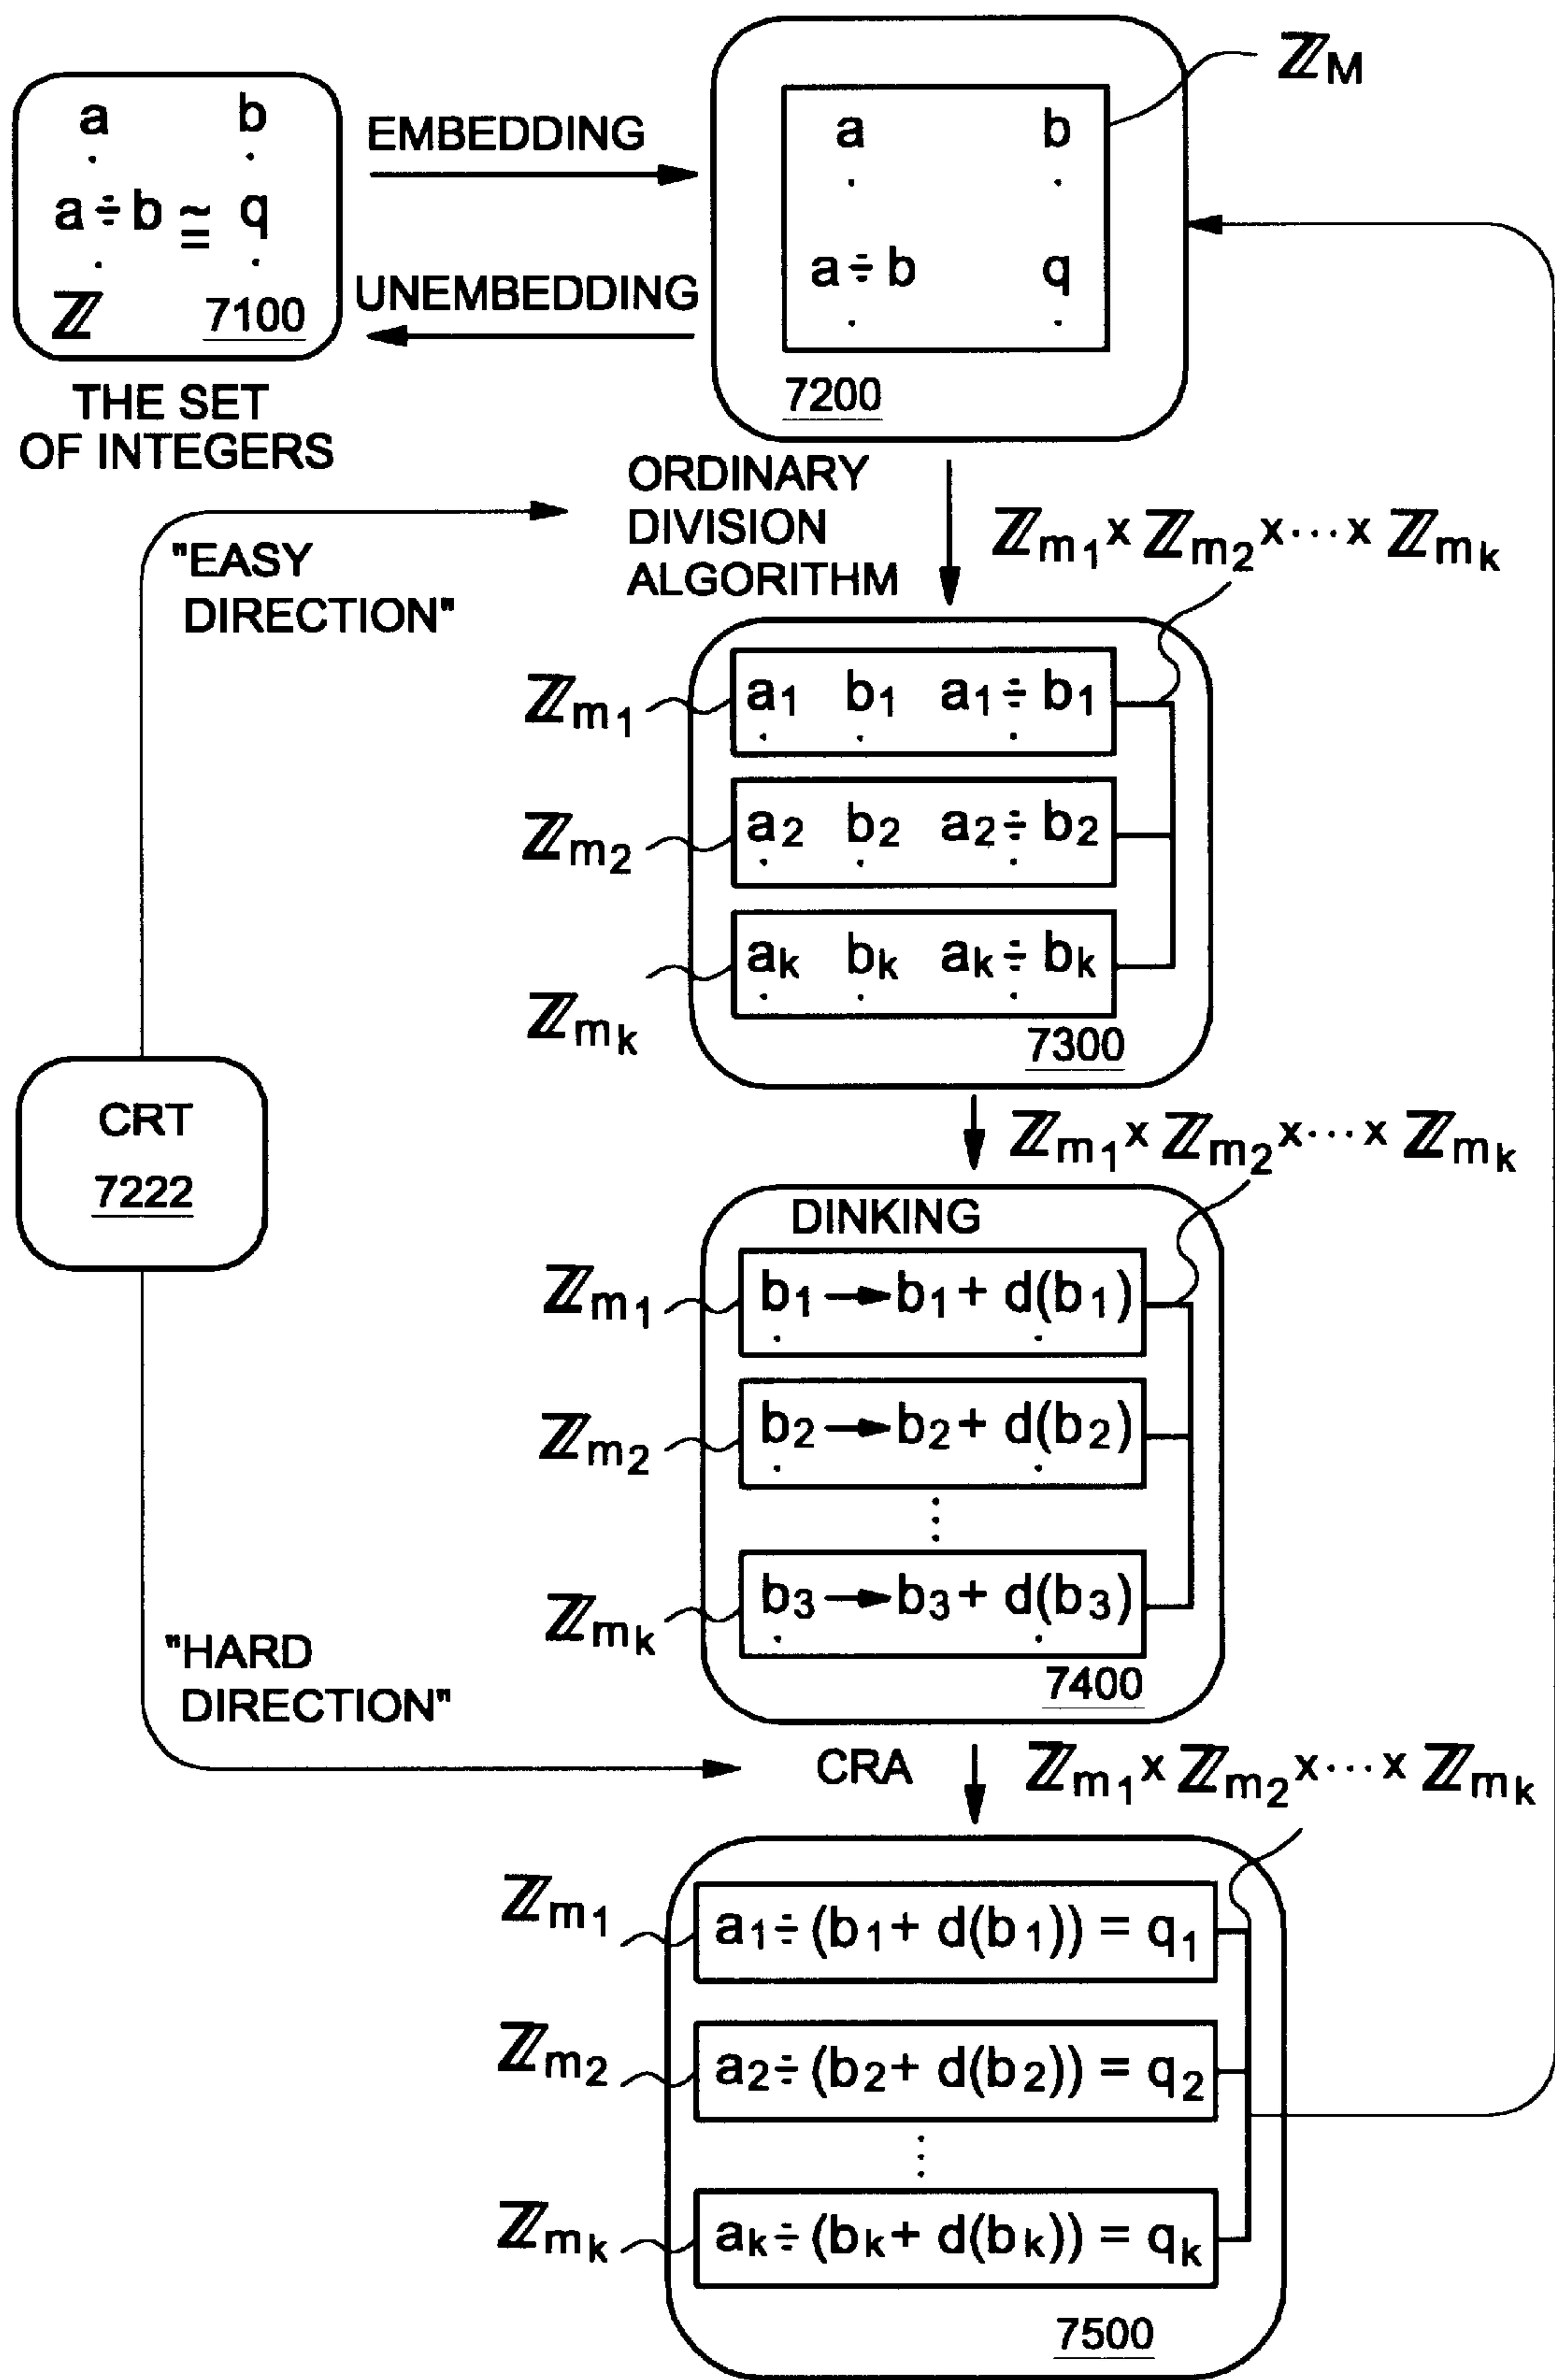 a b
. .
a ÷ b ≅ q
. .
ℤ 7100
THE SET
OF INTEGERS
EMBEDDING
UNEMBEDDING
ℤM
a b
. .
a ÷ b q
. .
7200
"EASY
DIRECTION"
ORDINARY
DIVISION
ALGORITHM
ℤm1 x ℤm2 x ··· x ℤmk
ℤm1 a1 b1 a1 ÷ b1
. . .
ℤm2 a2 b2 a2 ÷ b2
. . .
ℤmk ak bk ak ÷ bk
. . .
7300
CRT
7222
ℤm1 x ℤm2 x ··· x ℤmk
DINKING
ℤm1 b1 → b1 + d(b1)
. .
ℤm2 b2 → b2 + d(b2)
. .
⋮
ℤmk b3 → b3 + d(b3)
. .
7400
"HARD
DIRECTION"
CRA
ℤm1 x ℤm2 x ··· x ℤmk
ℤm1 a1 ÷ (b1 + d(b1)) = q1
ℤm2 a2 ÷ (b2 + d(b2)) = q2
⋮
ℤmk ak ÷ (bk + d(bk)) = qk
7500